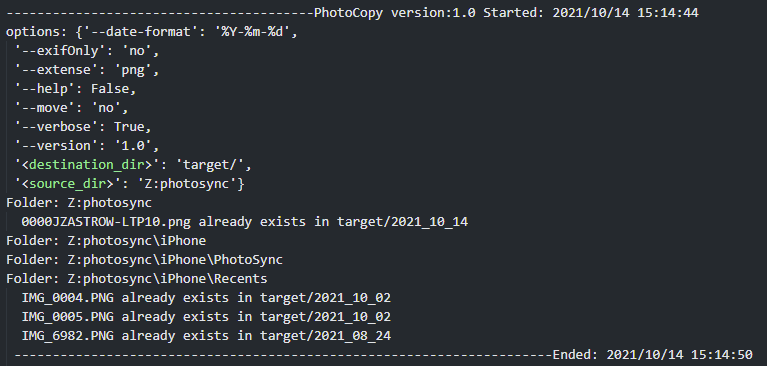 ----------------------------------------PhotoCopy version:1.0 Started: 2021/10/14 15:14:44
options: {'--date-format': '%Y-%m-%d',
 '--exifOnly': 'no',
 '--extense': 'png',
 '--help': False,
 '--move': 'no',
 '--verbose': True,
 '--version': '1.0',
 '<destination_dir>': 'target/',
 '<source_dir>': 'Z:photosync'}
Folder: Z:photosync
  0000JZASTROW-LTP10.png already exists in target/2021_10_14
Folder: Z:photosync\iPhone
Folder: Z:photosync\iPhone\PhotoSync
Folder: Z:photosync\iPhone\Recents
  IMG_0004.PNG already exists in target/2021_10_02
  IMG_0005.PNG already exists in target/2021_10_02
  IMG_6982.PNG already exists in target/2021_08_24
 ----------------------------------------------------------------------Ended: 2021/10/14 15:14:50